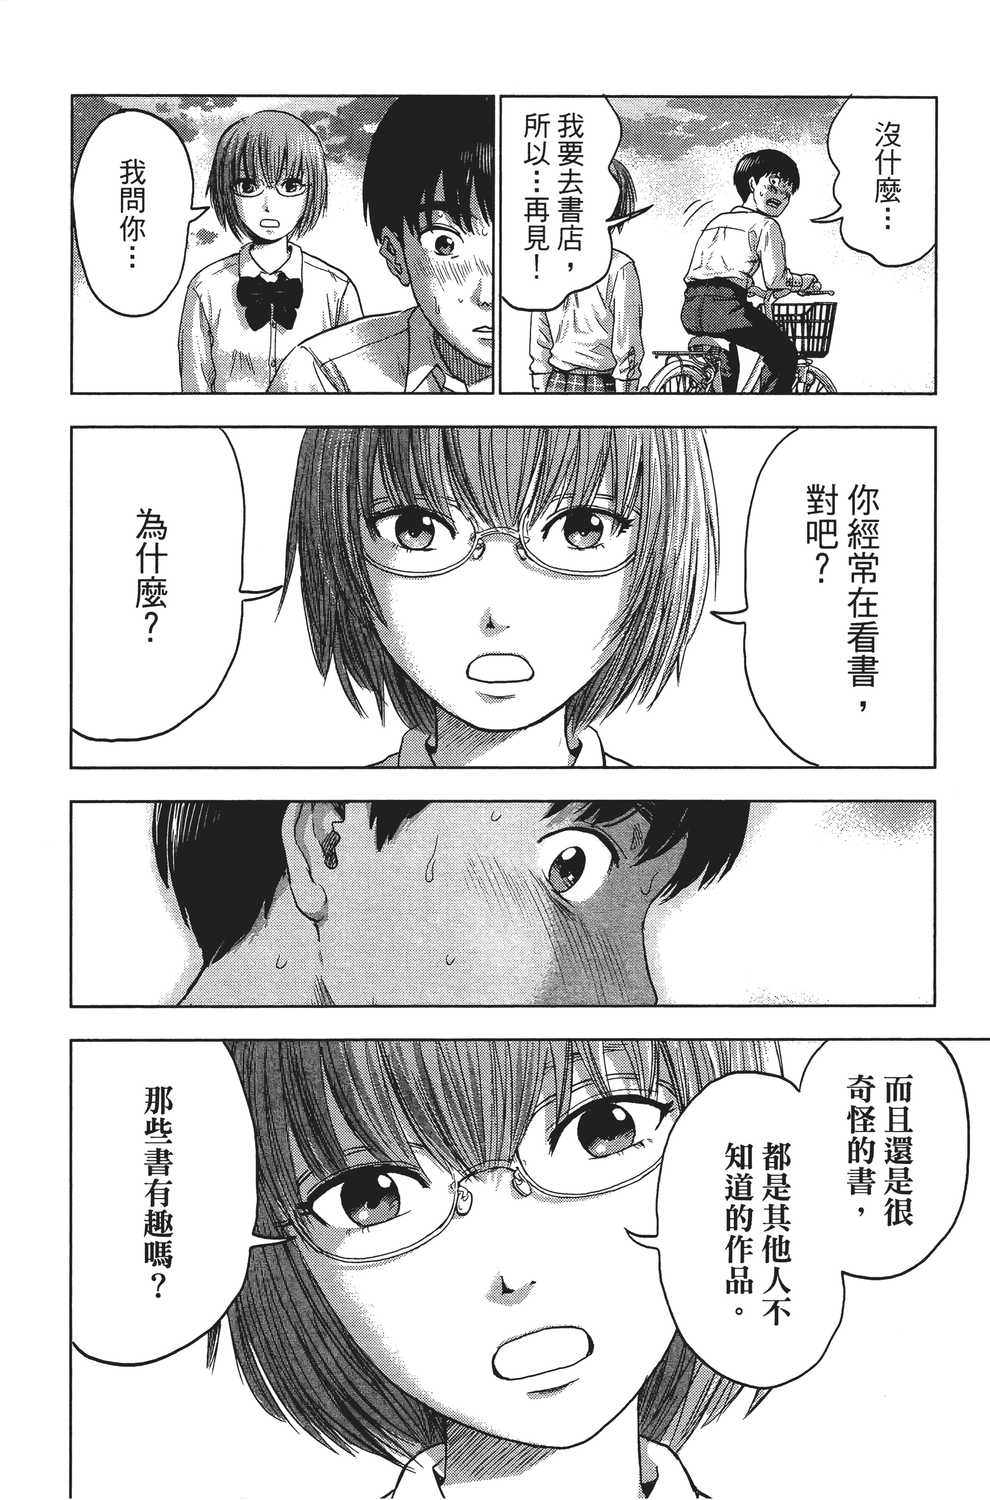 沒什麼⋯
我要去書店，
所以⋯再見！
我問你⋯
你經常在看書，
對吧？
為什麼？
而且還是很
奇怪的書，
都是其他人不
知道的作品。
那些書有趣嗎？